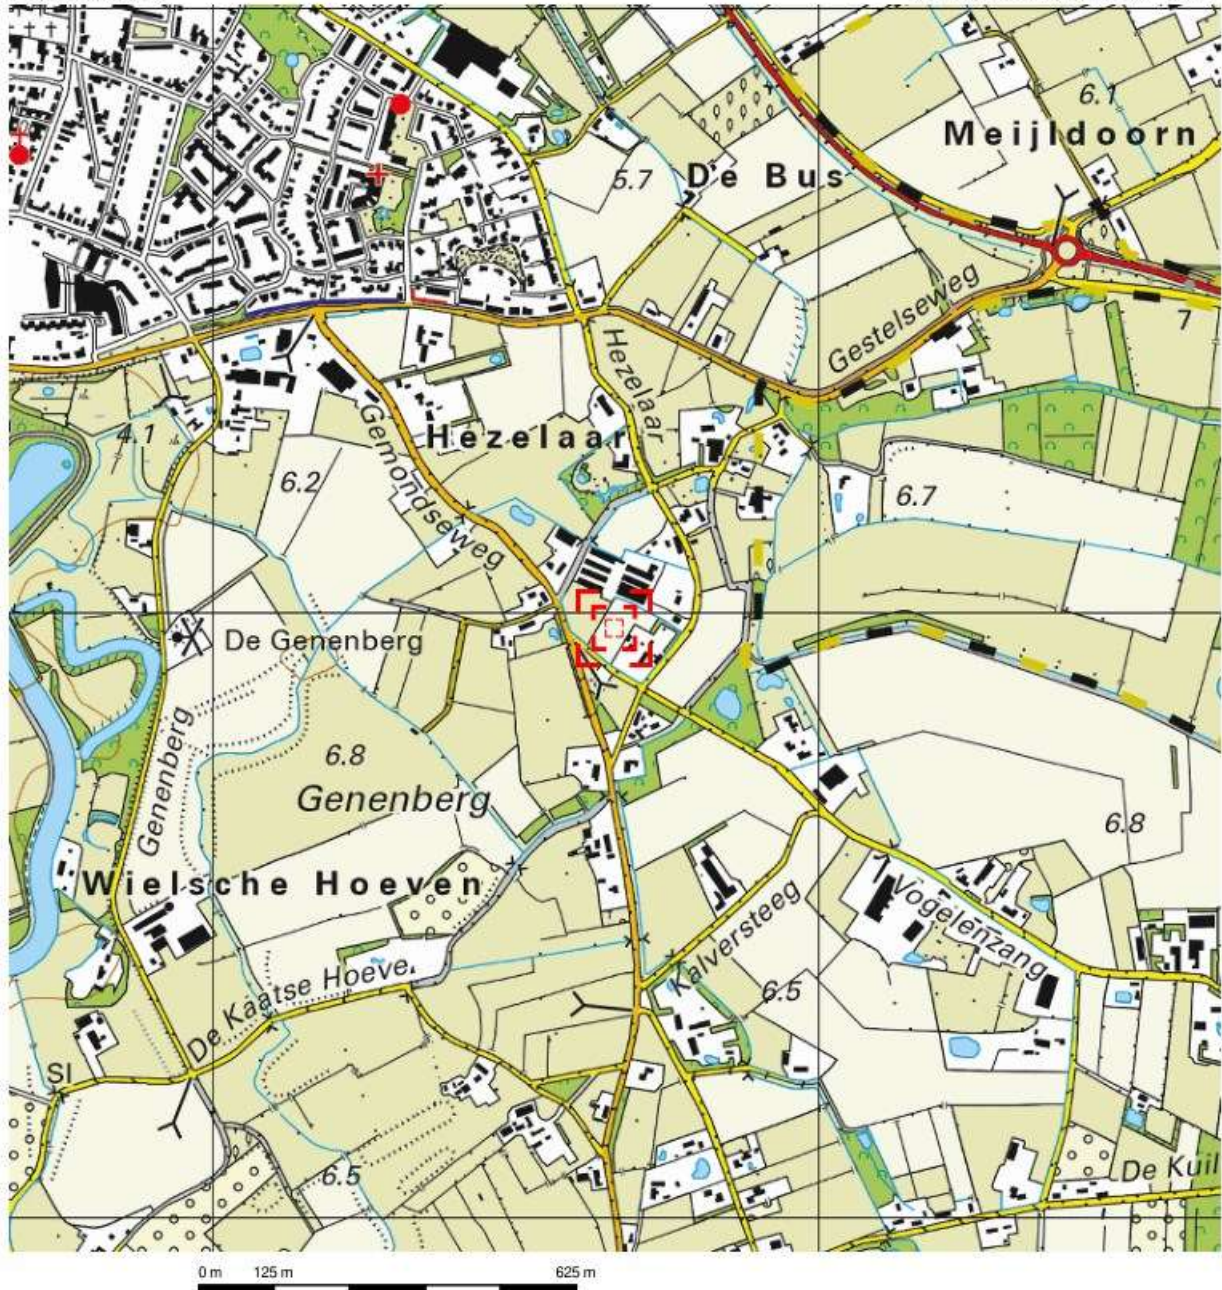 6.1
Meijldoorn
5.7
De Bus
Gestelseweg
7
Hezelaar
4.1
Gemondseweg
Hezelaar
6.2
6.7
De Genenberg
Genenberg
6.8
Genenberg
6.8
Wielsche Hoeven
Vogelenzang
Kalversteeg
De Kaatse Hoeve
6.5
Sl
De Kuil
6.5
0 m 125 m 625 m